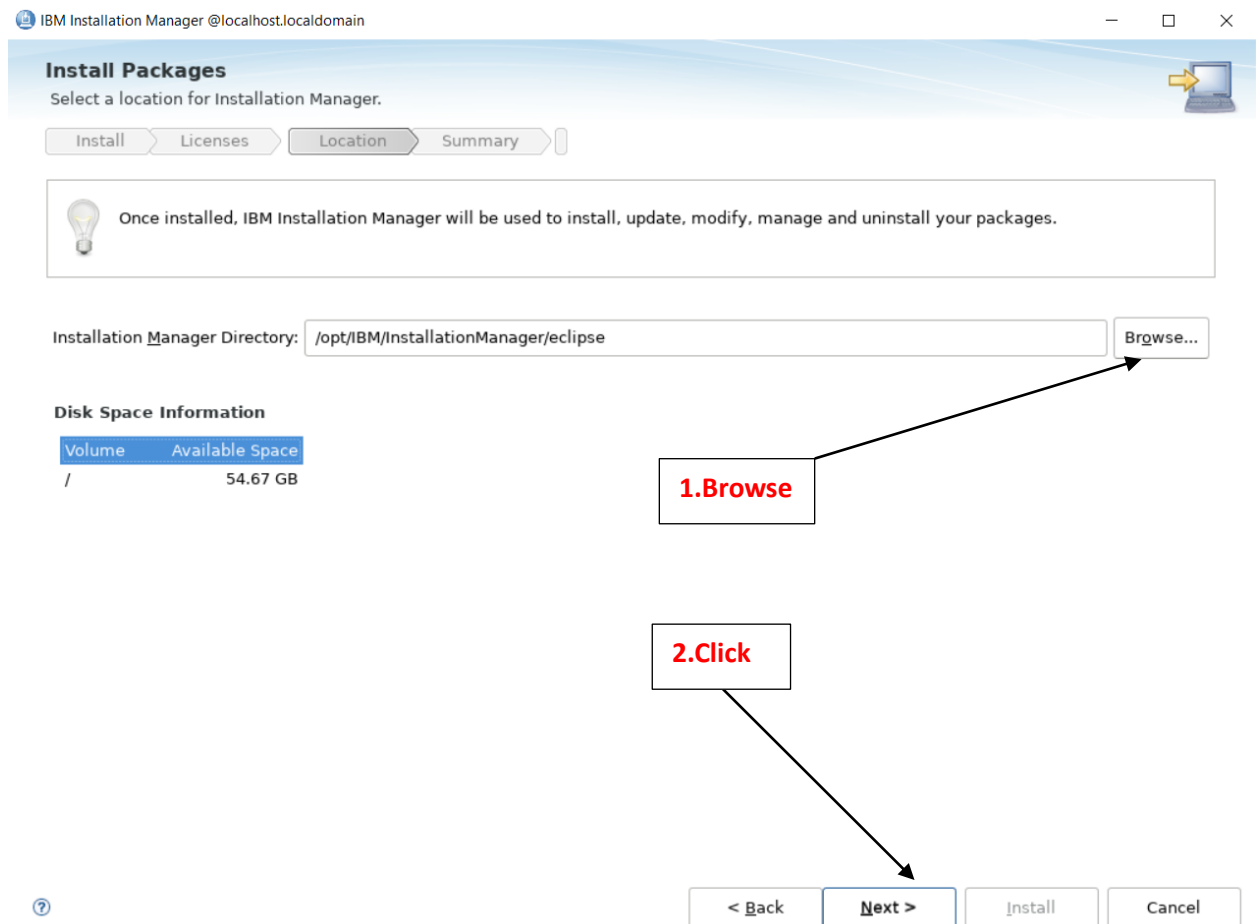 IBM Installation Manager @localhost.localdomain
Install Packages
Select a location for Installation Manager.
Install Licenses Location Summary
Once installed, IBM Installation Manager will be used to install, update, modify, manage and uninstall your packages.
Installation Manager Directory: /opt/IBM/InstallationManager/eclipse Browse...
Disk Space Information
Volume Available Space
/ 54.67 GB
1.Browse
2.Click
? < Back Next > Install Cancel